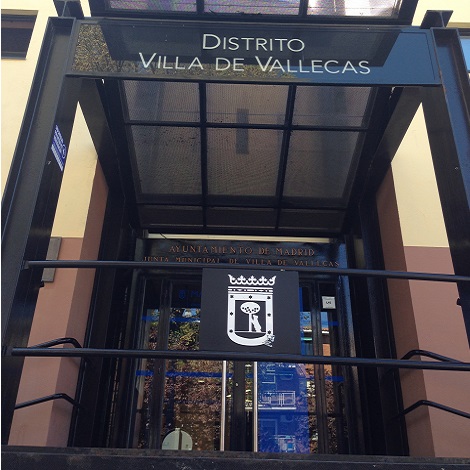 DISTRITO
VILLA DE VALLECAS
AYUNTAMIENTO DE MADRID
JUNTA MUNICIPAL DE VILLA DE VALLECAS